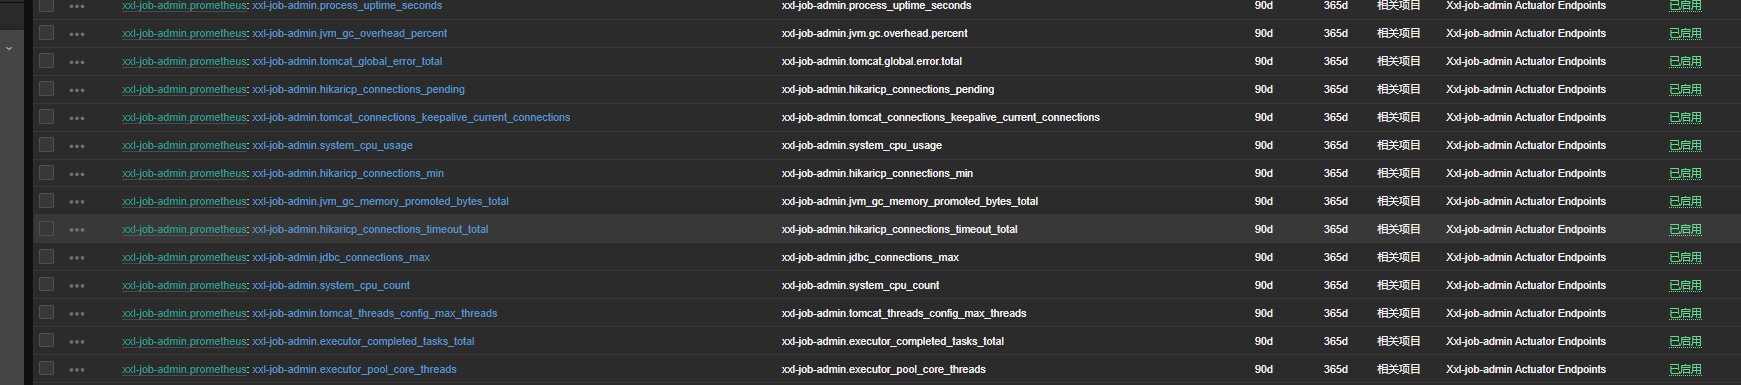 xxl-job-admin.prometheus: xxl-job-admin.process_uptime_seconds xxl-job-admin.process_uptime_seconds 90d 365d 相关项目 Xxl-job-admin Actuator Endpoints 已启用
xxl-job-admin.prometheus: xxl-job-admin.jvm_gc_overhead_percent xxl-job-admin.jvm.gc.overhead.percent 90d 365d 相关项目 Xxl-job-admin Actuator Endpoints 已启用
xxl-job-admin.prometheus: xxl-job-admin.tomcat_global_error_total xxl-job-admin.tomcat.global.error.total 90d 365d 相关项目 Xxl-job-admin Actuator Endpoints 已启用
xxl-job-admin.prometheus: xxl-job-admin.hikaricp_connections_pending xxl-job-admin.hikaricp_connections_pending 90d 365d 相关项目 Xxl-job-admin Actuator Endpoints 已启用
xxl-job-admin.prometheus: xxl-job-admin.tomcat_connections_keepalive_current_connections xxl-job-admin.tomcat_connections_keepalive_current_connections 90d 365d 相关项目 Xxl-job-admin Actuator Endpoints 已启用
xxl-job-admin.prometheus: xxl-job-admin.system_cpu_usage xxl-job-admin.system_cpu_usage 90d 365d 相关项目 Xxl-job-admin Actuator Endpoints 已启用
xxl-job-admin.prometheus: xxl-job-admin.hikaricp_connections_min xxl-job-admin.hikaricp_connections_min 90d 365d 相关项目 Xxl-job-admin Actuator Endpoints 已启用
xxl-job-admin.prometheus: xxl-job-admin.jvm_gc_memory_promoted_bytes_total xxl-job-admin.jvm_gc_memory_promoted_bytes_total 90d 365d 相关项目 Xxl-job-admin Actuator Endpoints 已启用
xxl-job-admin.prometheus: xxl-job-admin.hikaricp_connections_timeout_total xxl-job-admin.hikaricp_connections_timeout_total 90d 365d 相关项目 Xxl-job-admin Actuator Endpoints 已启用
xxl-job-admin.prometheus: xxl-job-admin.jdbc_connections_max xxl-job-admin.jdbc_connections_max 90d 365d 相关项目 Xxl-job-admin Actuator Endpoints 已启用
xxl-job-admin.prometheus: xxl-job-admin.system_cpu_count xxl-job-admin.system_cpu_count 90d 365d 相关项目 Xxl-job-admin Actuator Endpoints 已启用
xxl-job-admin.prometheus: xxl-job-admin.tomcat_threads_config_max_threads xxl-job-admin.tomcat_threads_config_max_threads 90d 365d 相关项目 Xxl-job-admin Actuator Endpoints 已启用
xxl-job-admin.prometheus: xxl-job-admin.executor_completed_tasks_total xxl-job-admin.executor_completed_tasks_total 90d 365d 相关项目 Xxl-job-admin Actuator Endpoints 已启用
xxl-job-admin.prometheus: xxl-job-admin.executor_pool_core_threads xxl-job-admin.executor_pool_core_threads 90d 365d 相关项目 Xxl-job-admin Actuator Endpoints 已启用